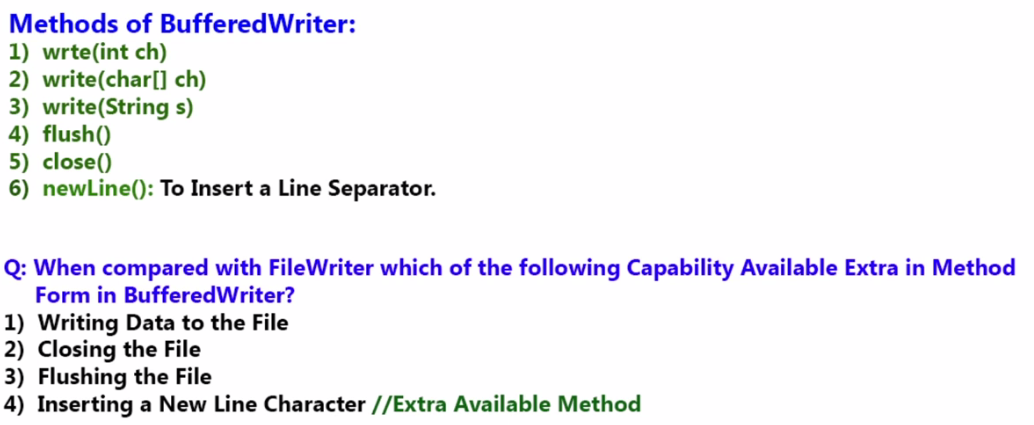 Methods of BufferedWriter:
1) wrte(int ch)
2) write(char[] ch)
3) write(String s)
4) flush()
5) close()
6) newLine(): To Insert a Line Separator.
Q: When compared with FileWriter which of the following Capability Available Extra in Method
Form in BufferedWriter?
1) Writing Data to the File
2) Closing the File
3) Flushing the File
4) Inserting a New Line Character //Extra Available Method